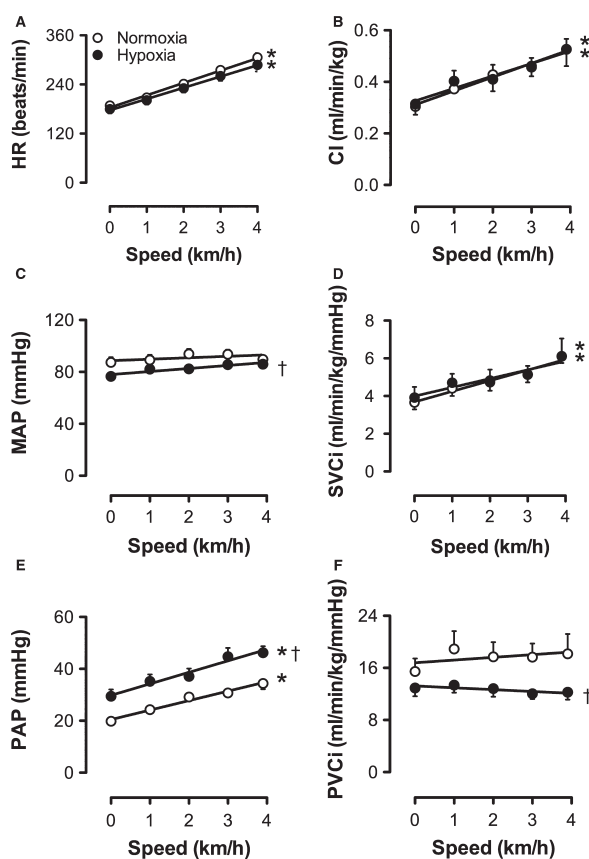 A
HR (beats/min)
360
240
120
0
Normoxia
Hypoxia
*
*
0 1 2 3 4
Speed (km/h)
B
CI (ml/min/kg)
0.6
0.4
0.2
0.0
*
*
0 1 2 3 4
Speed (km/h)
C
MAP (mmHg)
120
80
40
0
†
0 1 2 3 4
Speed (km/h)
D
SVCi (ml/min/kg/mmHg)
8
6
4
2
0
*
*
0 1 2 3 4
Speed (km/h)
E
PAP (mmHg)
60
40
20
0
* †
*
0 1 2 3 4
Speed (km/h)
F
PVCi (ml/min/kg/mmHg)
24
16
8
0
†
0 1 2 3 4
Speed (km/h)